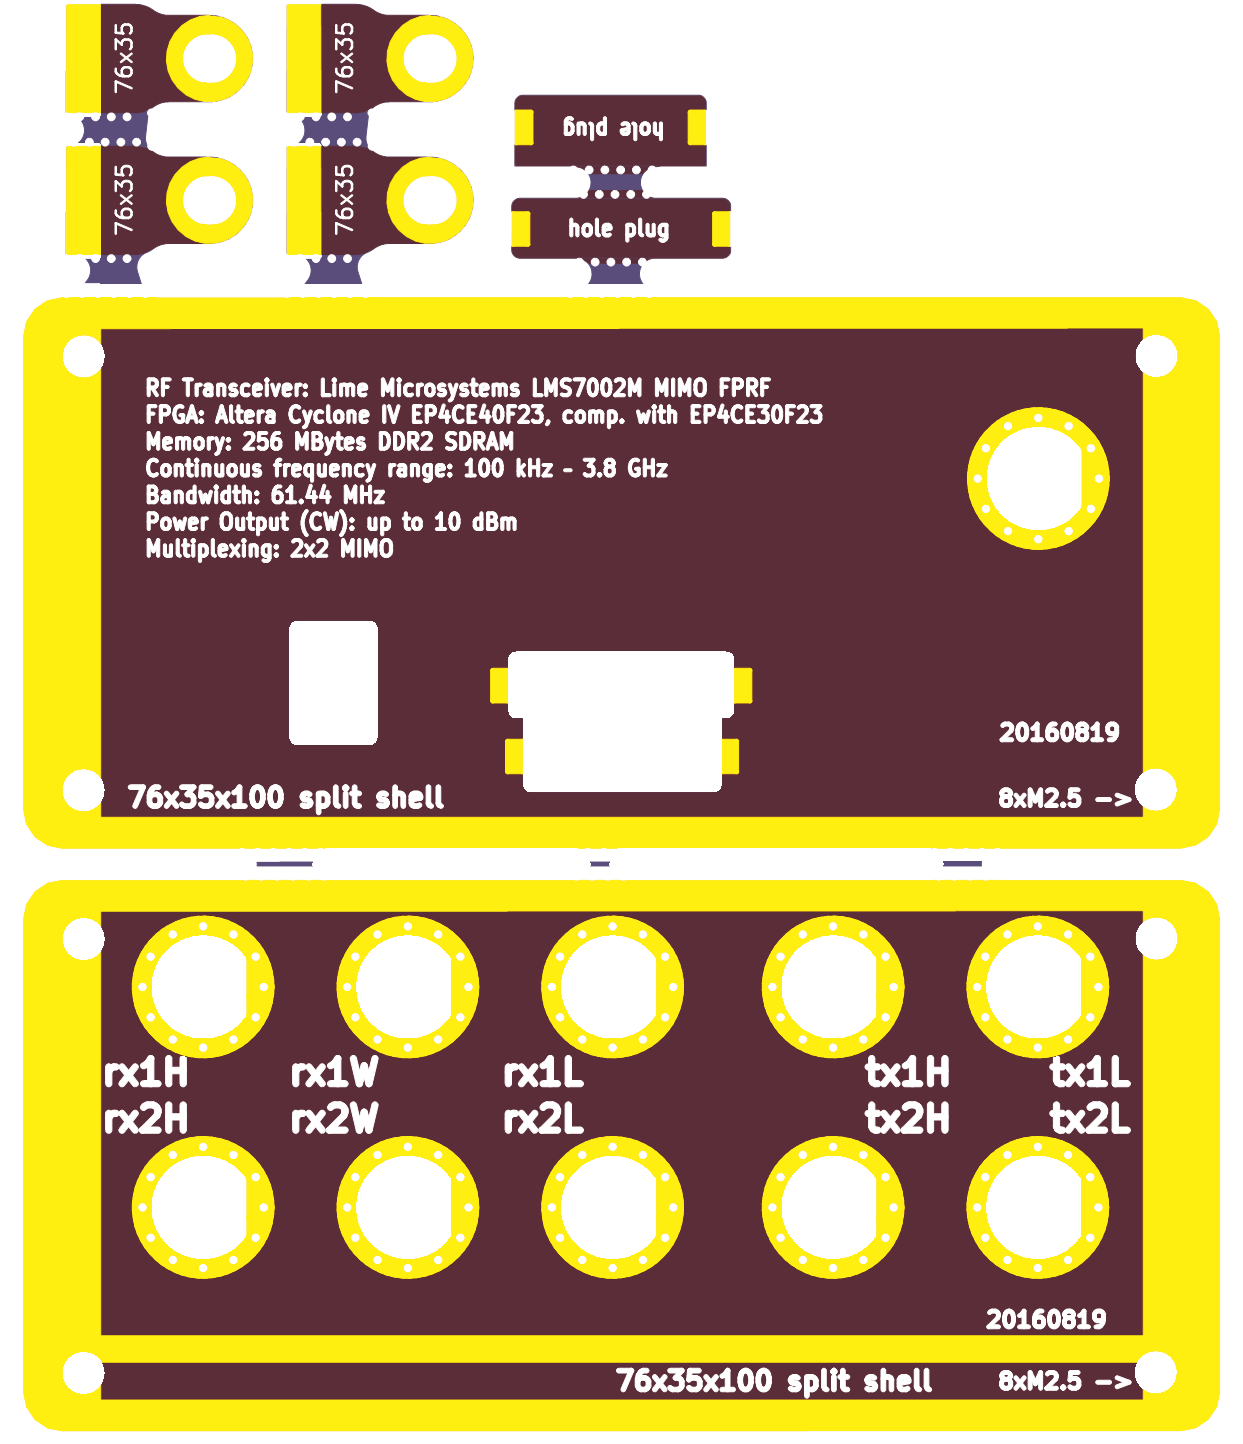 76x35
76x35
hole plug
76x35
76x35
hole plug
RF Transceiver: Lime Microsystems LMS7002M MIMO FPRF
FPGA: Altera Cyclone IV EP4CE40F23, comp. with EP4CE30F23
Memory: 256 MBytes DDR2 SDRAM
Continuous frequency range: 100 kHz - 3.8 GHz
Bandwidth: 61.44 MHz
Power Output (CW): up to 10 dBm
Multiplexing: 2x2 MIMO
20160819
76x35x100 split shell
8xM2.5 ->
rx1H rx1W rx1L tx1H tx1L
rx2H rx2W rx2L tx2H tx2L
20160819
76x35x100 split shell
8xM2.5 ->